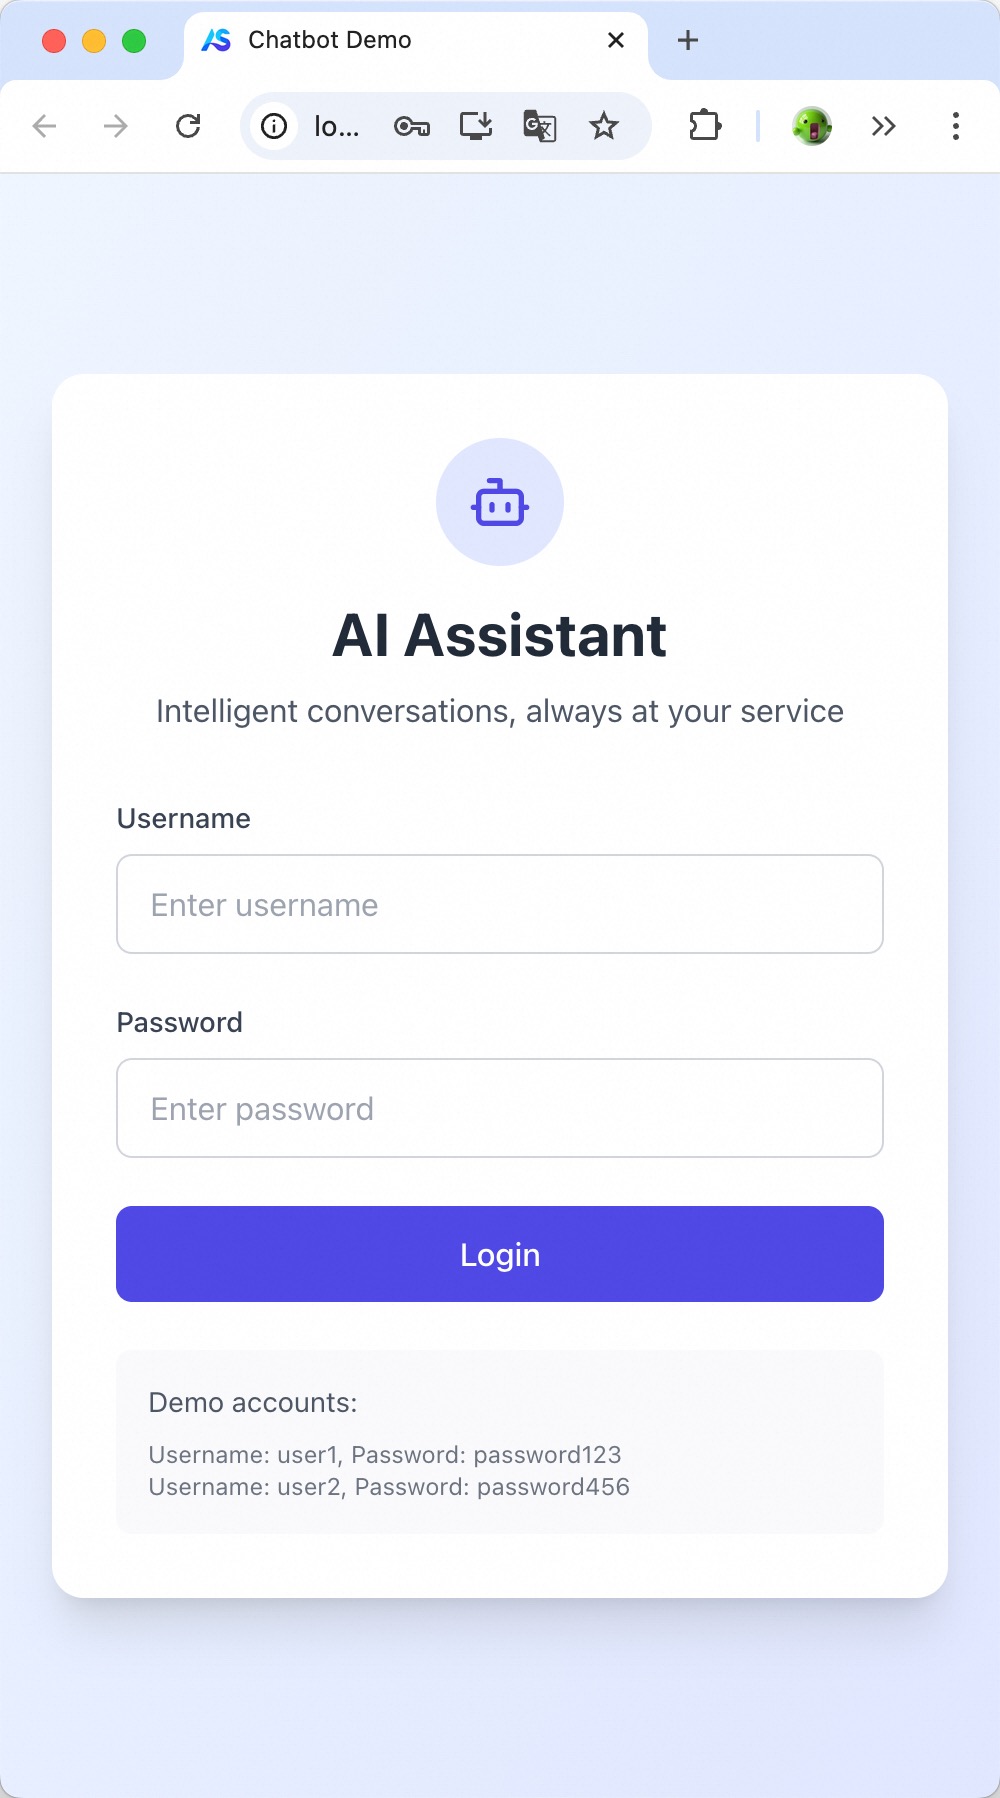 Chatbot Demo
lo...
AI Assistant
Intelligent conversations, always at your service
Username
Enter username
Password
Enter password
Login
Demo accounts:
Username: user1, Password: password123
Username: user2, Password: password456